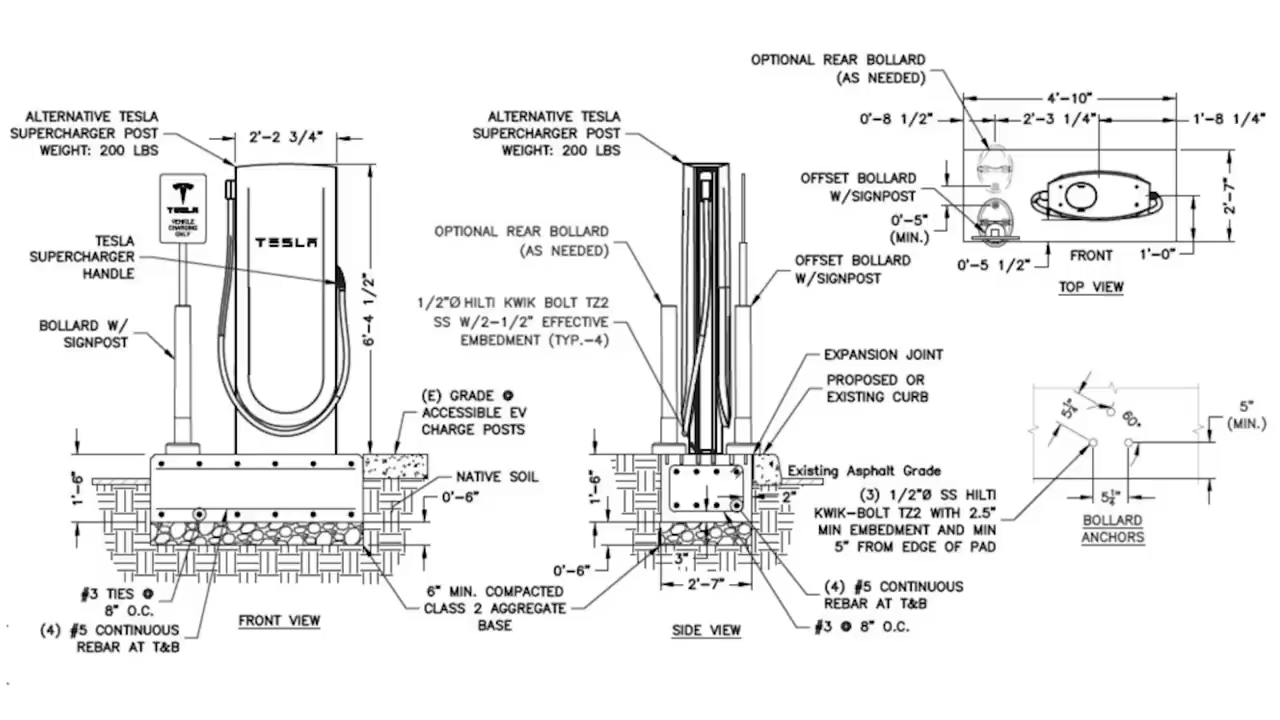 ALTERNATIVE TESLA
SUPERCHARGER POST
WEIGHT: 200 LBS
2'-2 3/4"
TESLA
VEHICLE
CHARGING
ONLY
TESLA
TESLA
SUPERCHARGER
HANDLE
BOLLARD W/
SIGNPOST
6'-4 1/2"
(E) GRADE @
ACCESSIBLE EV
CHARGE POSTS
NATIVE SOIL
1'-6"
0'-6"
#3 TIES @
8" O.C.
(4) #5 CONTINUOUS
REBAR AT T&B
FRONT VIEW
6" MIN. COMPACTED
CLASS 2 AGGREGATE
BASE
ALTERNATIVE TESLA
SUPERCHARGER POST
WEIGHT: 200 LBS
OPTIONAL REAR BOLLARD
(AS NEEDED)
1/2"Ø HILTI KWIK BOLT TZ2
SS W/2-1/2" EFFECTIVE
EMBEDMENT (TYP.-4)
OFFSET BOLLARD
W/SIGNPOST
EXPANSION JOINT
PROPOSED OR
EXISTING CURB
Existing Asphalt Grade
1'-6"
2"
0'-6"
3"
2'-7"
(4) #5 CONTINUOUS
REBAR AT T&B
#3 @ 8" O.C.
SIDE VIEW
OPTIONAL REAR BOLLARD
(AS NEEDED)
4'-10"
0'-8 1/2"
2'-3 1/4"
1'-8 1/4"
OFFSET BOLLARD
W/SIGNPOST
0'-5"
(MIN.)
2'-7"
0'-5 1/2"
FRONT
1'-0"
TOP VIEW
5 1/4"
60°
5"
(MIN.)
5 1/4"
(3) 1/2"Ø SS HILTI
KWIK-BOLT TZ2 WITH 2.5"
MIN EMBEDMENT AND MIN
5" FROM EDGE OF PAD
BOLLARD
ANCHORS